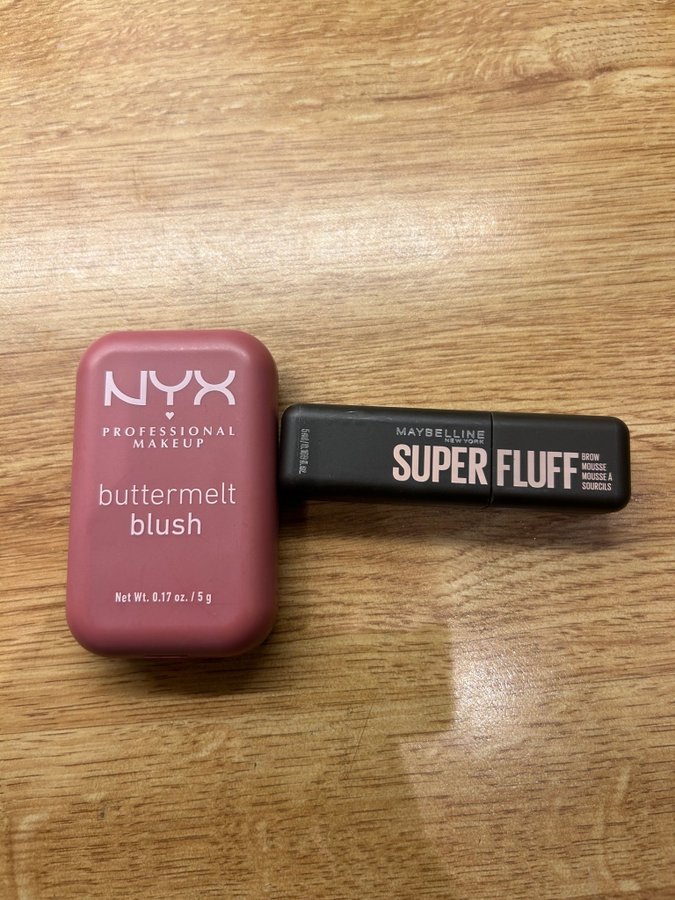 NYX
PROFESSIONAL
MAKEUP
buttermelt
blush
Net Wt. 0.17 oz. / 5 g
MAYBELLINE
NEW YORK
SUPER FLUFF
BROW
MOUSSE
MOUSSE À
SOURCILS